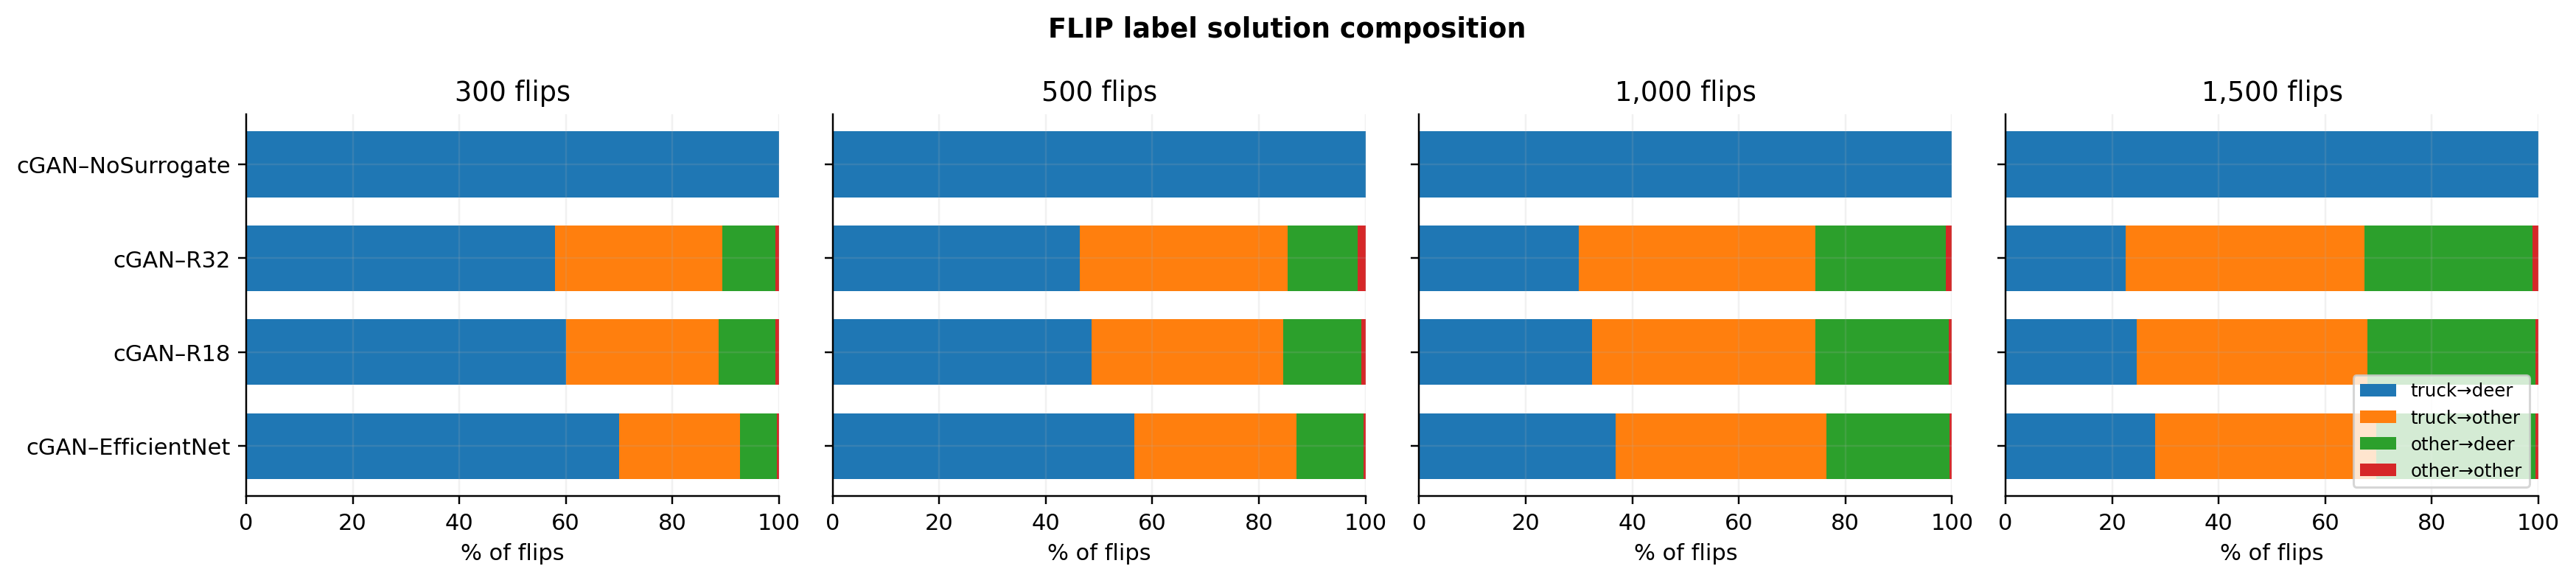 FLIP label solution composition
300 flips
500 flips
1,000 flips
1,500 flips
cGAN–NoSurrogate
cGAN–R32
cGAN–R18
cGAN–EfficientNet
truck→deer
truck→other
other→deer
other→other
0 20 40 60 80 100
0 20 40 60 80 100
0 20 40 60 80 100
0 20 40 60 80 100
% of flips
% of flips
% of flips
% of flips